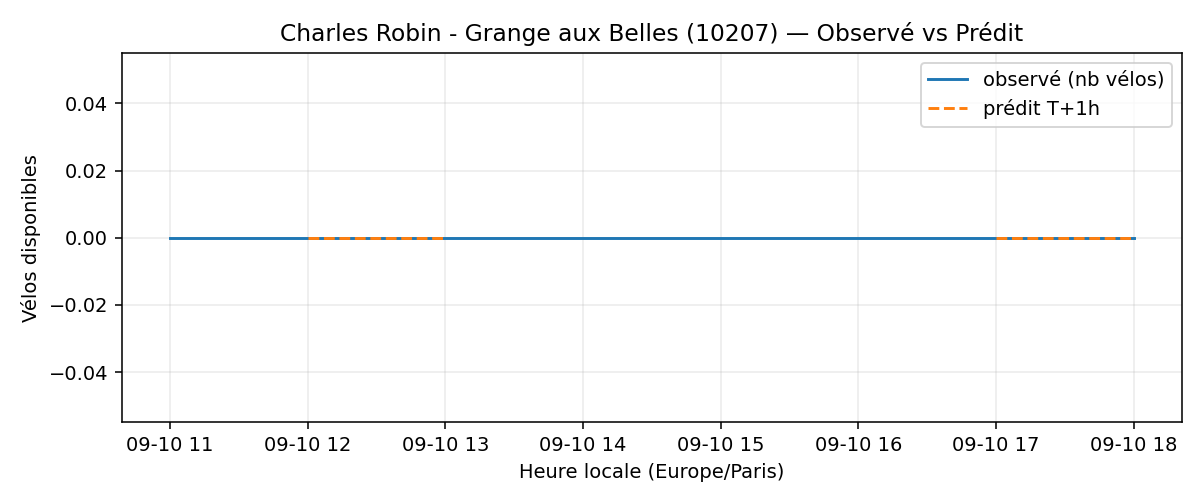 Charles Robin - Grange aux Belles (10207) — Observé vs Prédit
observé (nb vélos)
prédit T+1h
Vélos disponibles
0.04
0.02
0.00
−0.02
−0.04
09-10 11 09-10 12 09-10 13 09-10 14 09-10 15 09-10 16 09-10 17 09-10 18
Heure locale (Europe/Paris)